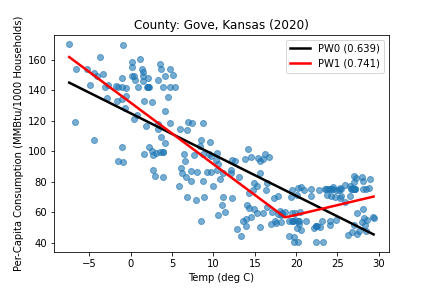 County: Gove, Kansas (2020)
PW0 (0.639)
PW1 (0.741)
Per-Capita Consumption (MMBtu/1000 Households)
160
140
120
100
80
60
40
−5 0 5 10 15 20 25 30
Temp (deg C)